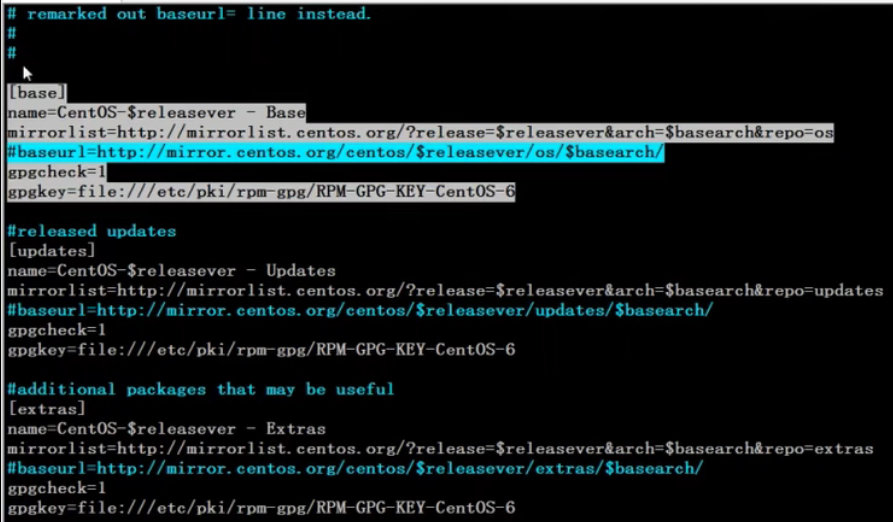 # remarked out baseurl= line instead.
#
#
[base]
name=CentOS-$releasever - Base
mirrorlist=http://mirrorlist.centos.org/?release=$releasever&arch=$basearch&repo=os
#baseurl=http://mirror.centos.org/centos/$releasever/os/$basearch/
gpgcheck=1
gpgkey=file:///etc/pki/rpm-gpg/RPM-GPG-KEY-CentOS-6
#released updates
[updates]
name=CentOS-$releasever - Updates
mirrorlist=http://mirrorlist.centos.org/?release=$releasever&arch=$basearch&repo=updates
#baseurl=http://mirror.centos.org/centos/$releasever/updates/$basearch/
gpgcheck=1
gpgkey=file:///etc/pki/rpm-gpg/RPM-GPG-KEY-CentOS-6
#additional packages that may be useful
[extras]
name=CentOS-$releasever - Extras
mirrorlist=http://mirrorlist.centos.org/?release=$releasever&arch=$basearch&repo=extras
#baseurl=http://mirror.centos.org/centos/$releasever/extras/$basearch/
gpgcheck=1
gpgkey=file:///etc/pki/rpm-gpg/RPM-GPG-KEY-CentOS-6